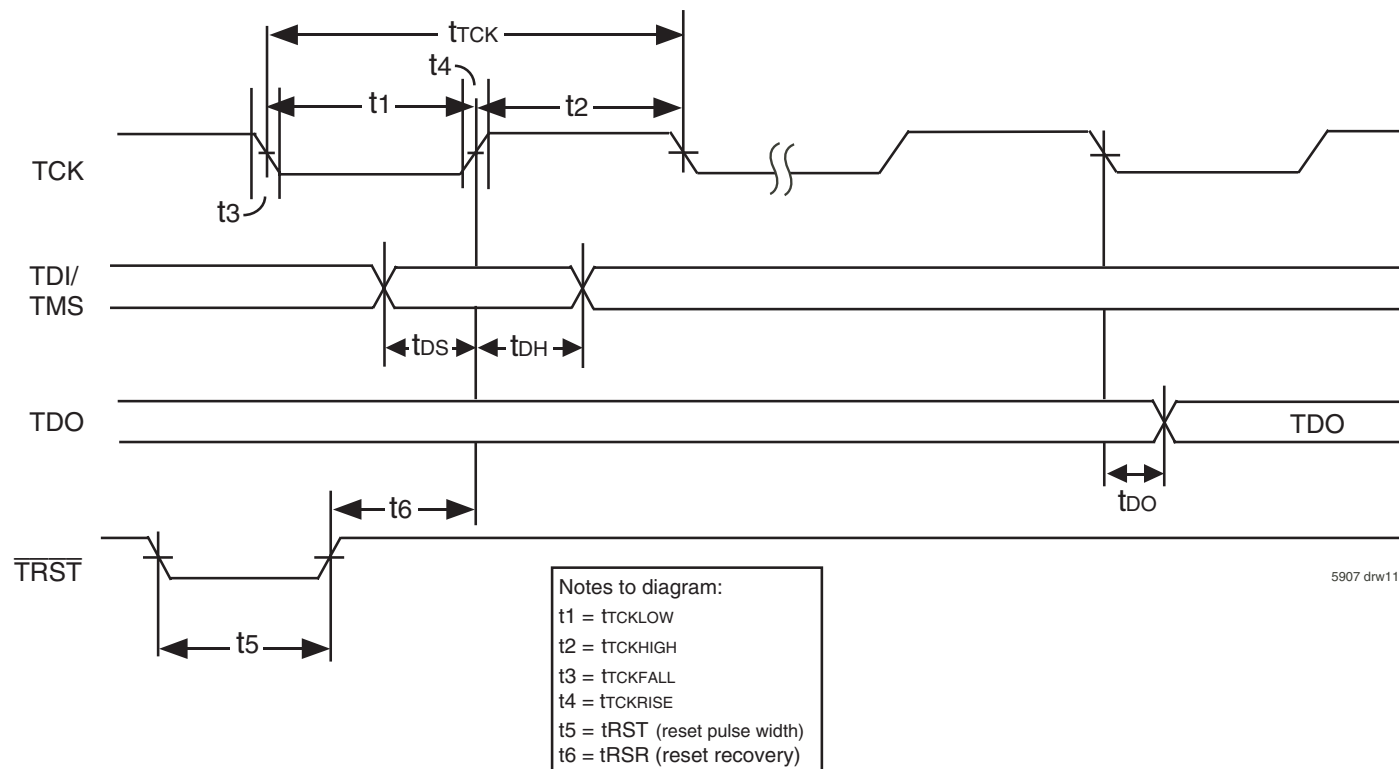 tTCK
t4
t1
t2
TCK
t3
TDI/
TMS
tDS
tDH
TDO
TDO
tDO
t6
TRST
5907 drw11
t5
Notes to diagram:
t1 = tTCKLOW
t2 = tTCKHIGH
t3 = tTCKFALL
t4 = tTCKRISE
t5 = tRST (reset pulse width)
t6 = tRSR (reset recovery)